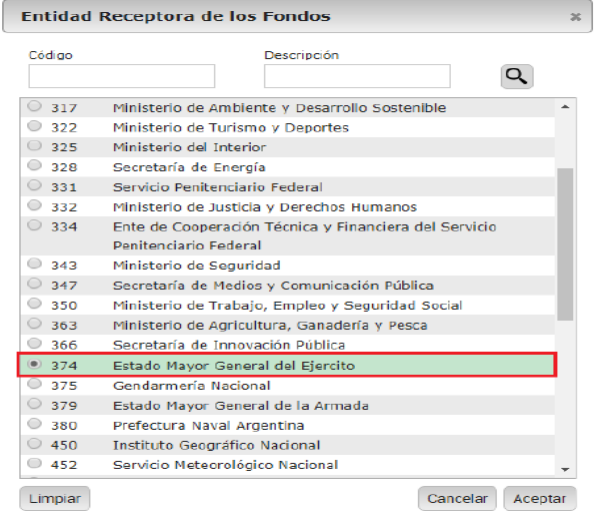 Entidad Receptora de los Fondos ×
Código Descripción
317 Ministerio de Ambiente y Desarrollo Sostenible
322 Ministerio de Turismo y Deportes
325 Ministerio del Interior
328 Secretaría de Energía
331 Servicio Penitenciario Federal
332 Ministerio de Justicia y Derechos Humanos
334 Ente de Cooperación Técnica y Financiera del Servicio
Penitenciario Federal
343 Ministerio de Seguridad
347 Secretaría de Medios y Comunicación Pública
350 Ministerio de Trabajo, Empleo y Seguridad Social
363 Ministerio de Agricultura, Ganadería y Pesca
366 Secretaría de Innovación Pública
374 Estado Mayor General del Ejercito
375 Gendarmería Nacional
379 Estado Mayor General de la Armada
380 Prefectura Naval Argentina
450 Instituto Geográfico Nacional
452 Servicio Meteorológico Nacional
Limpiar Cancelar Aceptar